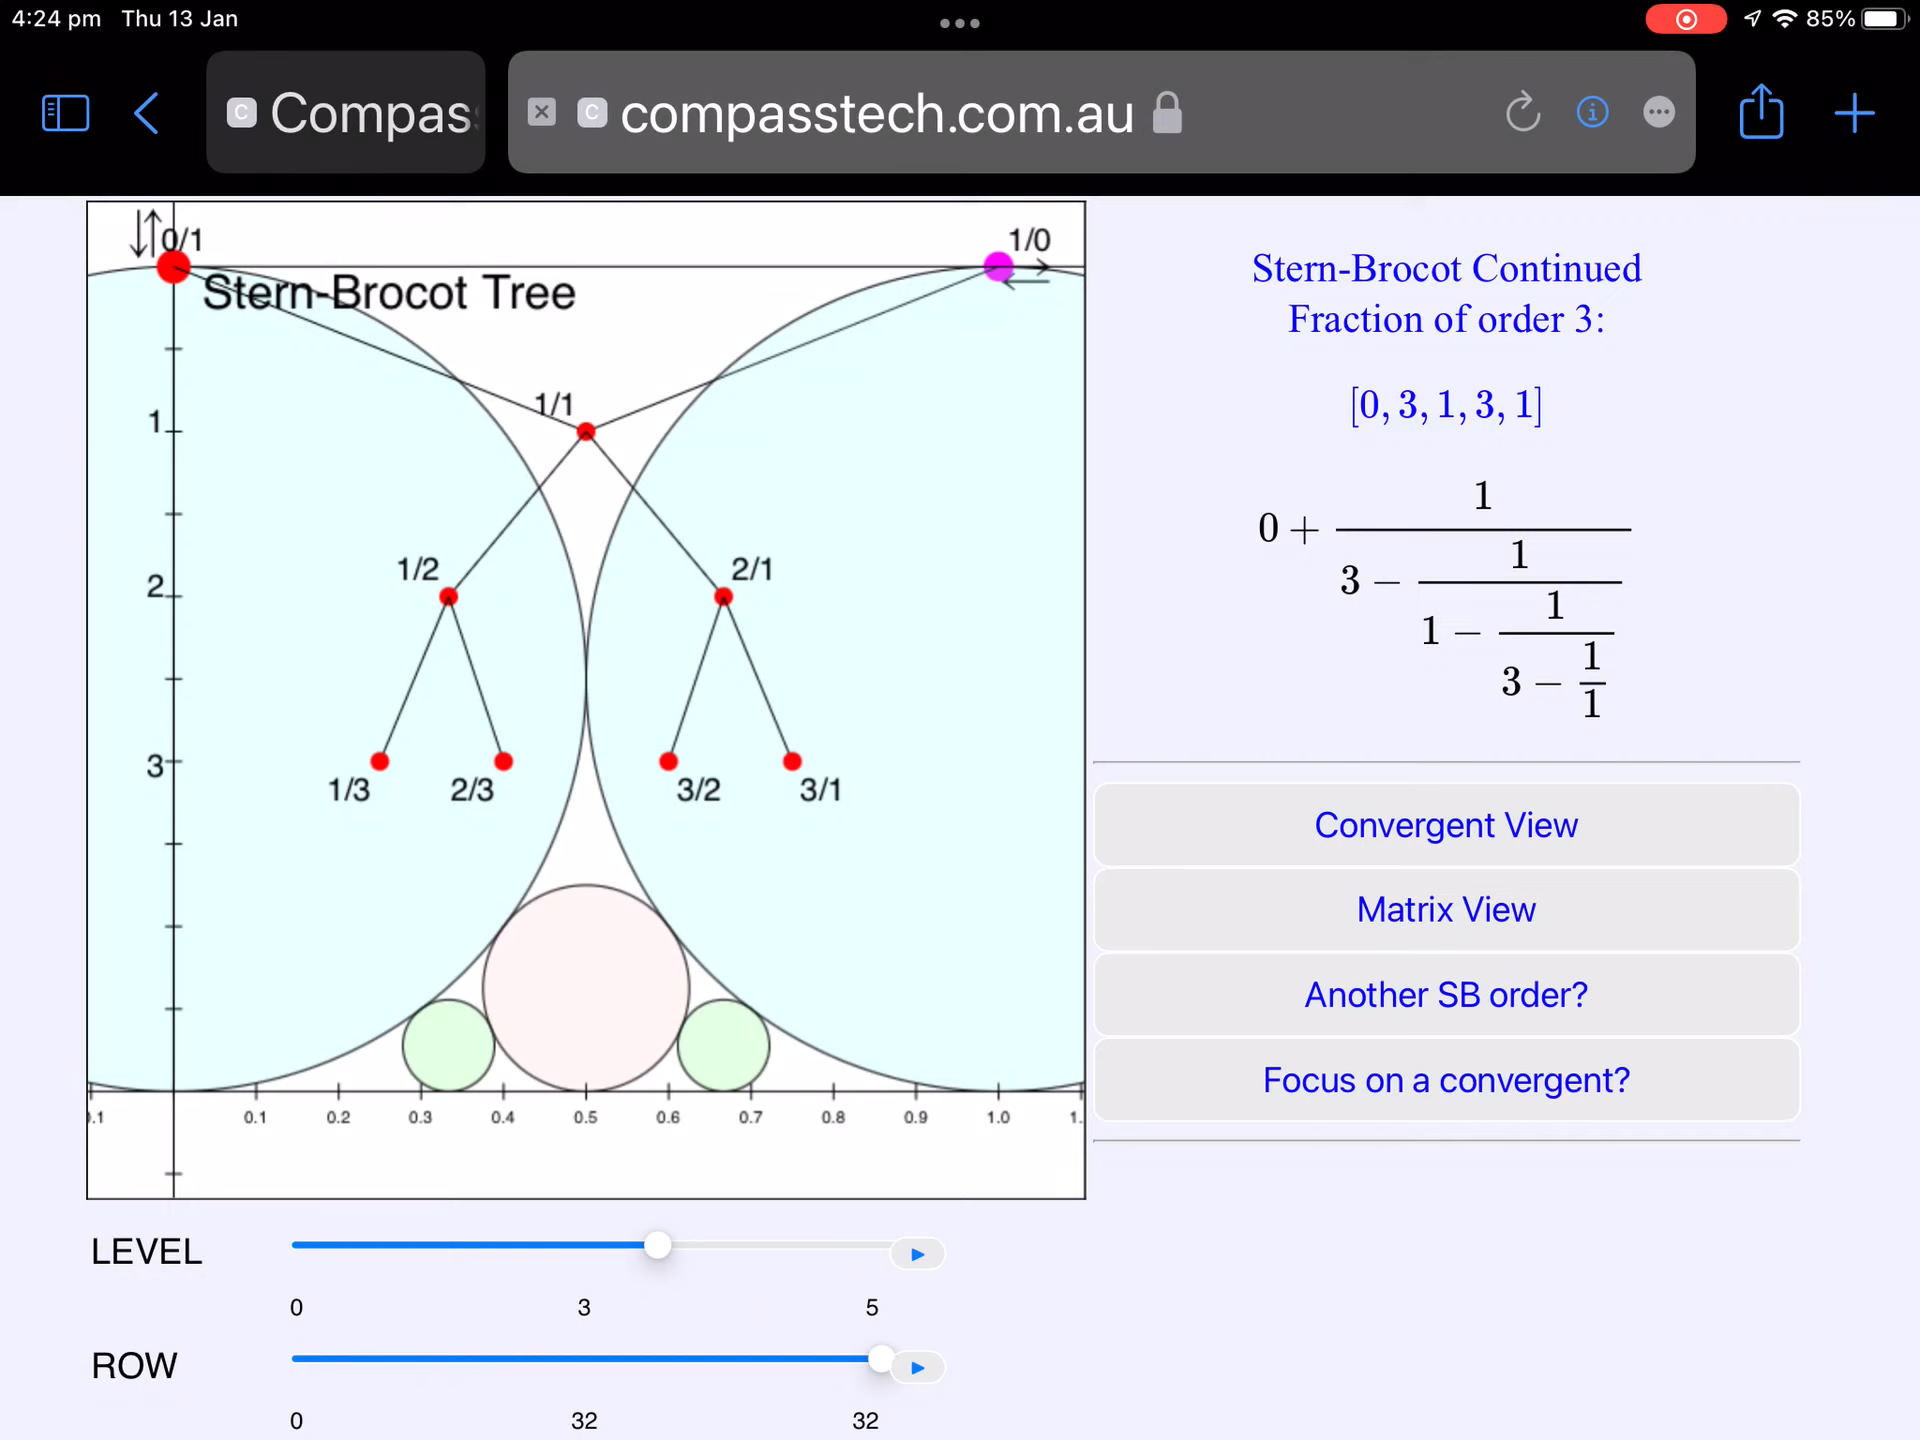 4:24 pm Thu 13 Jan
85%
Compas
compasstech.com.au
0/1
1/0
Stern-Brocot Tree
1/1
1
1/2
2/1
2
3
1/3
2/3
3/2
3/1
0.1 0.2 0.3 0.4 0.5 0.6 0.7 0.8 0.9 1.0
LEVEL
0 3 5
ROW
0 32 32
Stern-Brocot Continued
Fraction of order 3:
[0, 3, 1, 3, 1]
1
0 +
1
3 −
1
1 −
1
3 −
1
Convergent View
Matrix View
Another SB order?
Focus on a convergent?